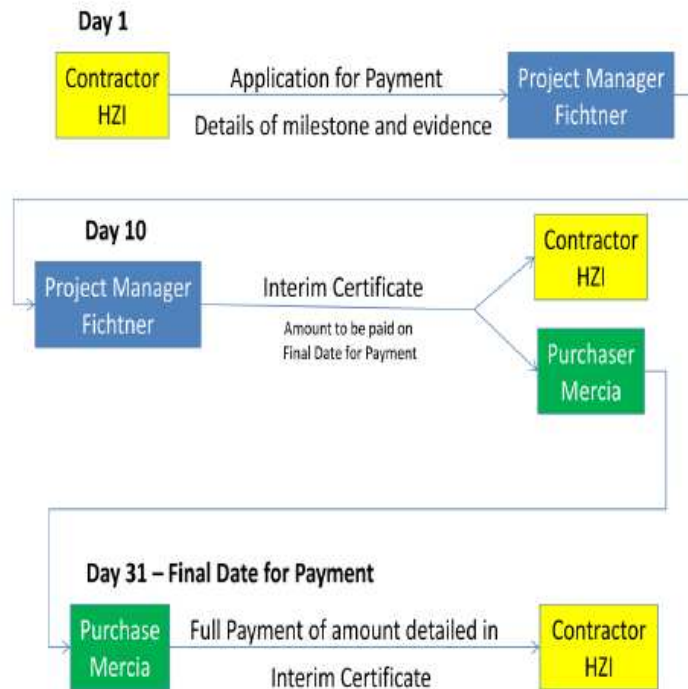 Day 1
Contractor
HZI
Application for Payment
Details of milestone and evidence
Project Manager
Fichtner
Day 10
Project Manager
Fichtner
Interim Certificate
Amount to be paid on
Final Date for Payment
Contractor
HZI
Purchaser
Mercia
Day 31 – Final Date for Payment
Purchase
Mercia
Full Payment of amount detailed in
Interim Certificate
Contractor
HZI